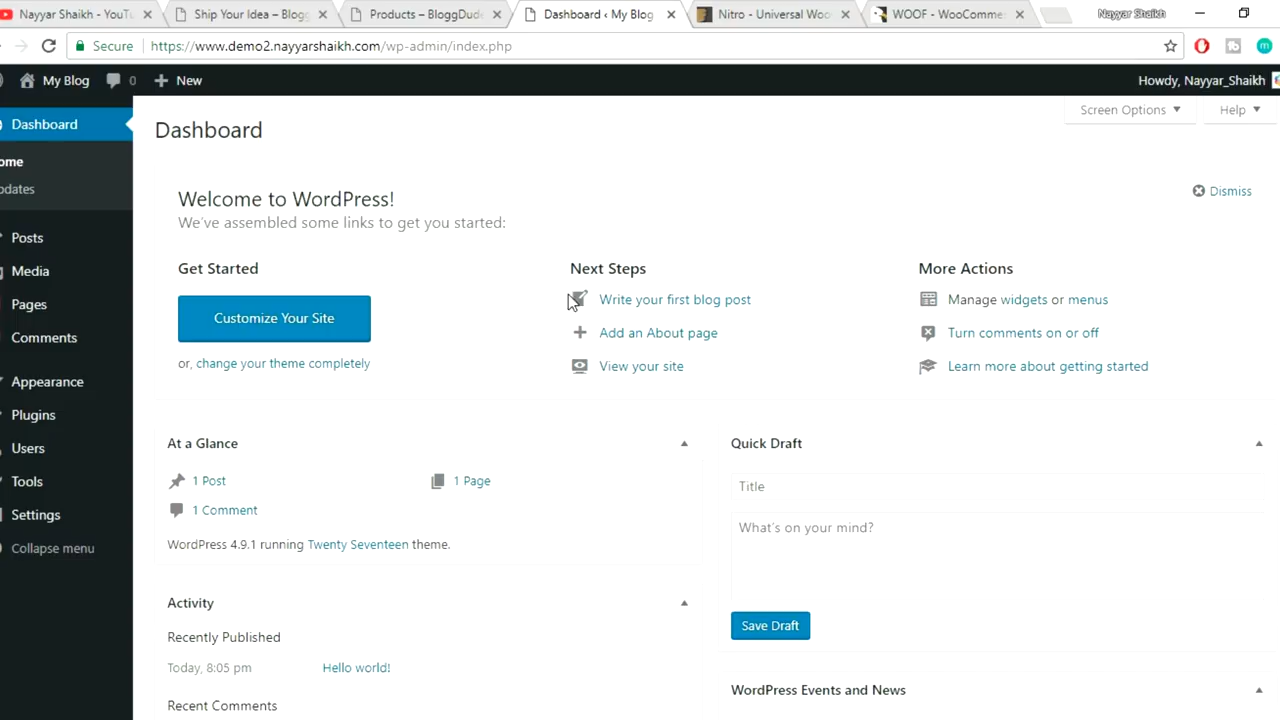 Nayyar Shaikh - YouTu
Ship Your Idea – Blogg
Products – BloggDude
Dashboard ‹ My Blog
Nitro - Universal Woo
WOOF - WooComme
Nayyar Shaikh
Secure https://www.demo2.nayyarshaikh.com/wp-admin/index.php
My Blog 0 New Howdy, Nayyar_Shaikh
Dashboard
ome
pdates
Posts
Media
Pages
Comments
Appearance
Plugins
Users
Tools
Settings
Collapse menu
Screen Options Help
Dashboard
Welcome to WordPress!
Dismiss
We've assembled some links to get you started:
Get Started
Customize Your Site
or, change your theme completely
Next Steps
Write your first blog post
Add an About page
View your site
More Actions
Manage widgets or menus
Turn comments on or off
Learn more about getting started
At a Glance
1 Post 1 Page
1 Comment
WordPress 4.9.1 running Twenty Seventeen theme.
Activity
Recently Published
Today, 8:05 pm Hello world!
Recent Comments
Quick Draft
Title
What's on your mind?
Save Draft
WordPress Events and News